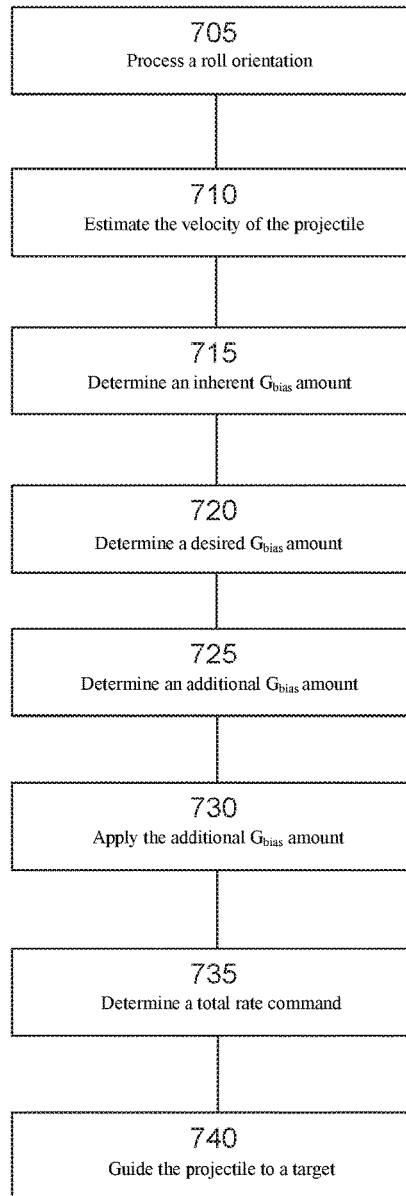 705
Process a roll orientation
710
Estimate the velocity of the projectile
715
Determine an inherent Gbias amount
720
Determine a desired Gbias amount
725
Determine an additional Gbias amount
730
Apply the additional Gbias amount
735
Determine a total rate command
740
Guide the projectile to a target